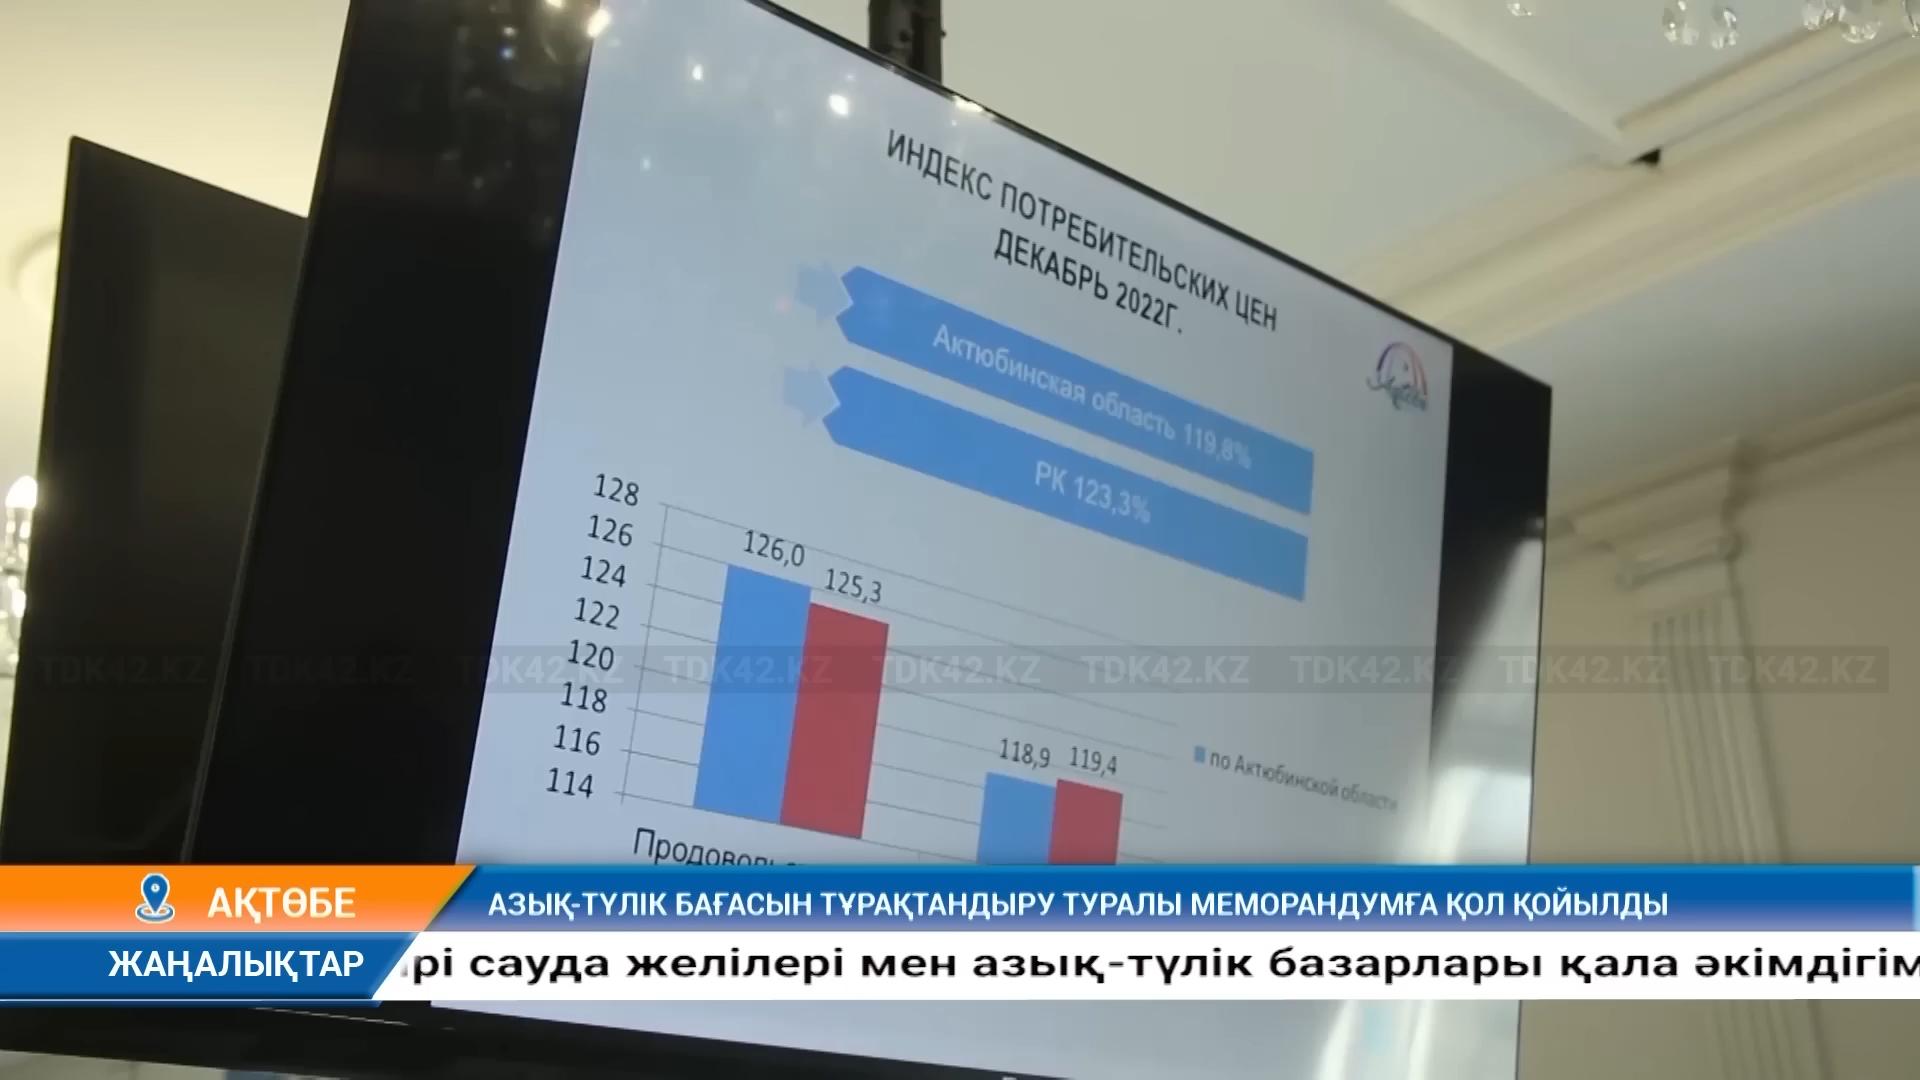 ИНДЕКС ПОТРЕБИТЕЛЬСКИХ ЦЕН
ДЕКАБРЬ 2022Г.
Актюбинская область 119,8%
РК 123,3%
128
126
124
122
120
118
116
114
126,0
125,3
118,9
119,4
по Актюбинской области
TDK42.KZ TDK42.KZ TDK42.KZ TDK42.KZ TDK42.KZ TDK42.KZ TDK42.KZ TDK42.KZ TDK42.KZ
АҚТӨБЕ
АЗЫҚ-ТҮЛІК БАҒАСЫН ТҰРАҚТАНДЫРУ ТУРАЛЫ МЕМОРАНДУМҒА ҚОЛ ҚОЙЫЛДЫ
ЖАҢАЛЫҚТАР
рі сауда желілері мен азық-түлік базарлары қала әкімдігім